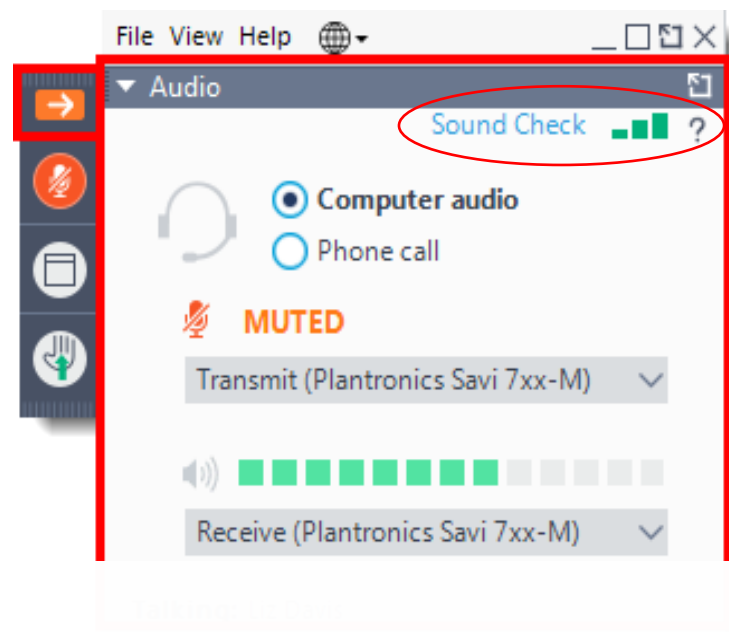 File View Help
Audio
Sound Check ?
Computer audio
Phone call
MUTED
Transmit (Plantronics Savi 7xx-M)
Receive (Plantronics Savi 7xx-M)